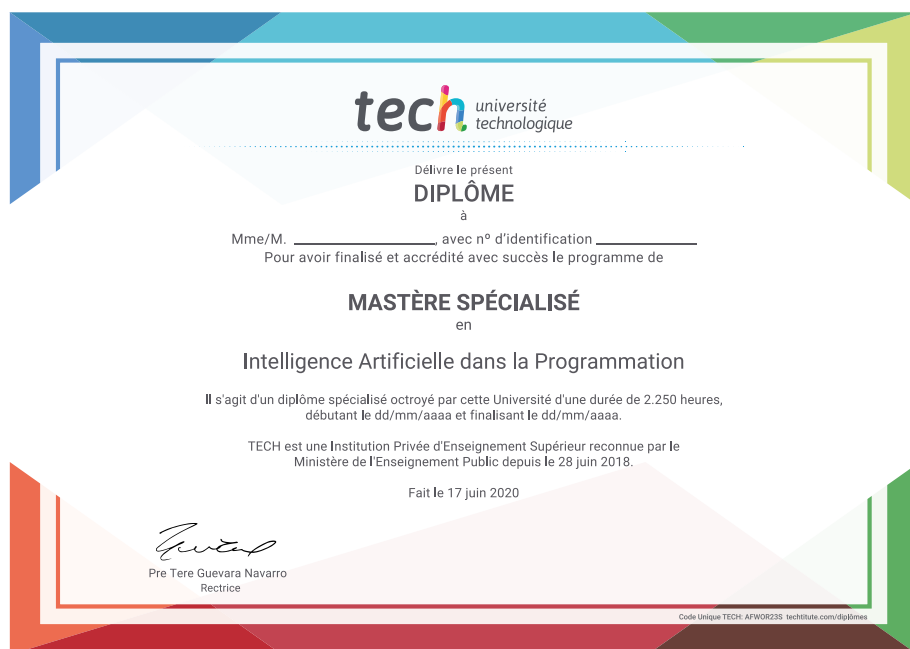 tech université
technologique
Délivre le présent
DIPLÔME
à
Mme/M. ____________________, avec nº d'identification ______________
Pour avoir finalisé et accrédité avec succès le programme de
MASTÈRE SPÉCIALISÉ
en
Intelligence Artificielle dans la Programmation
Il s'agit d'un diplôme spécialisé octroyé par cette Université d'une durée de 2.250 heures,
débutant le dd/mm/aaaa et finalisant le dd/mm/aaaa.
TECH est une Institution Privée d'Enseignement Supérieur reconnue par le
Ministère de l'Enseignement Public depuis le 28 juin 2018.
Fait le 17 juin 2020
Pre Tere Guevara Navarro
Rectrice
Code Unique TECH: AFWOR23S techtitute.com/diplômes